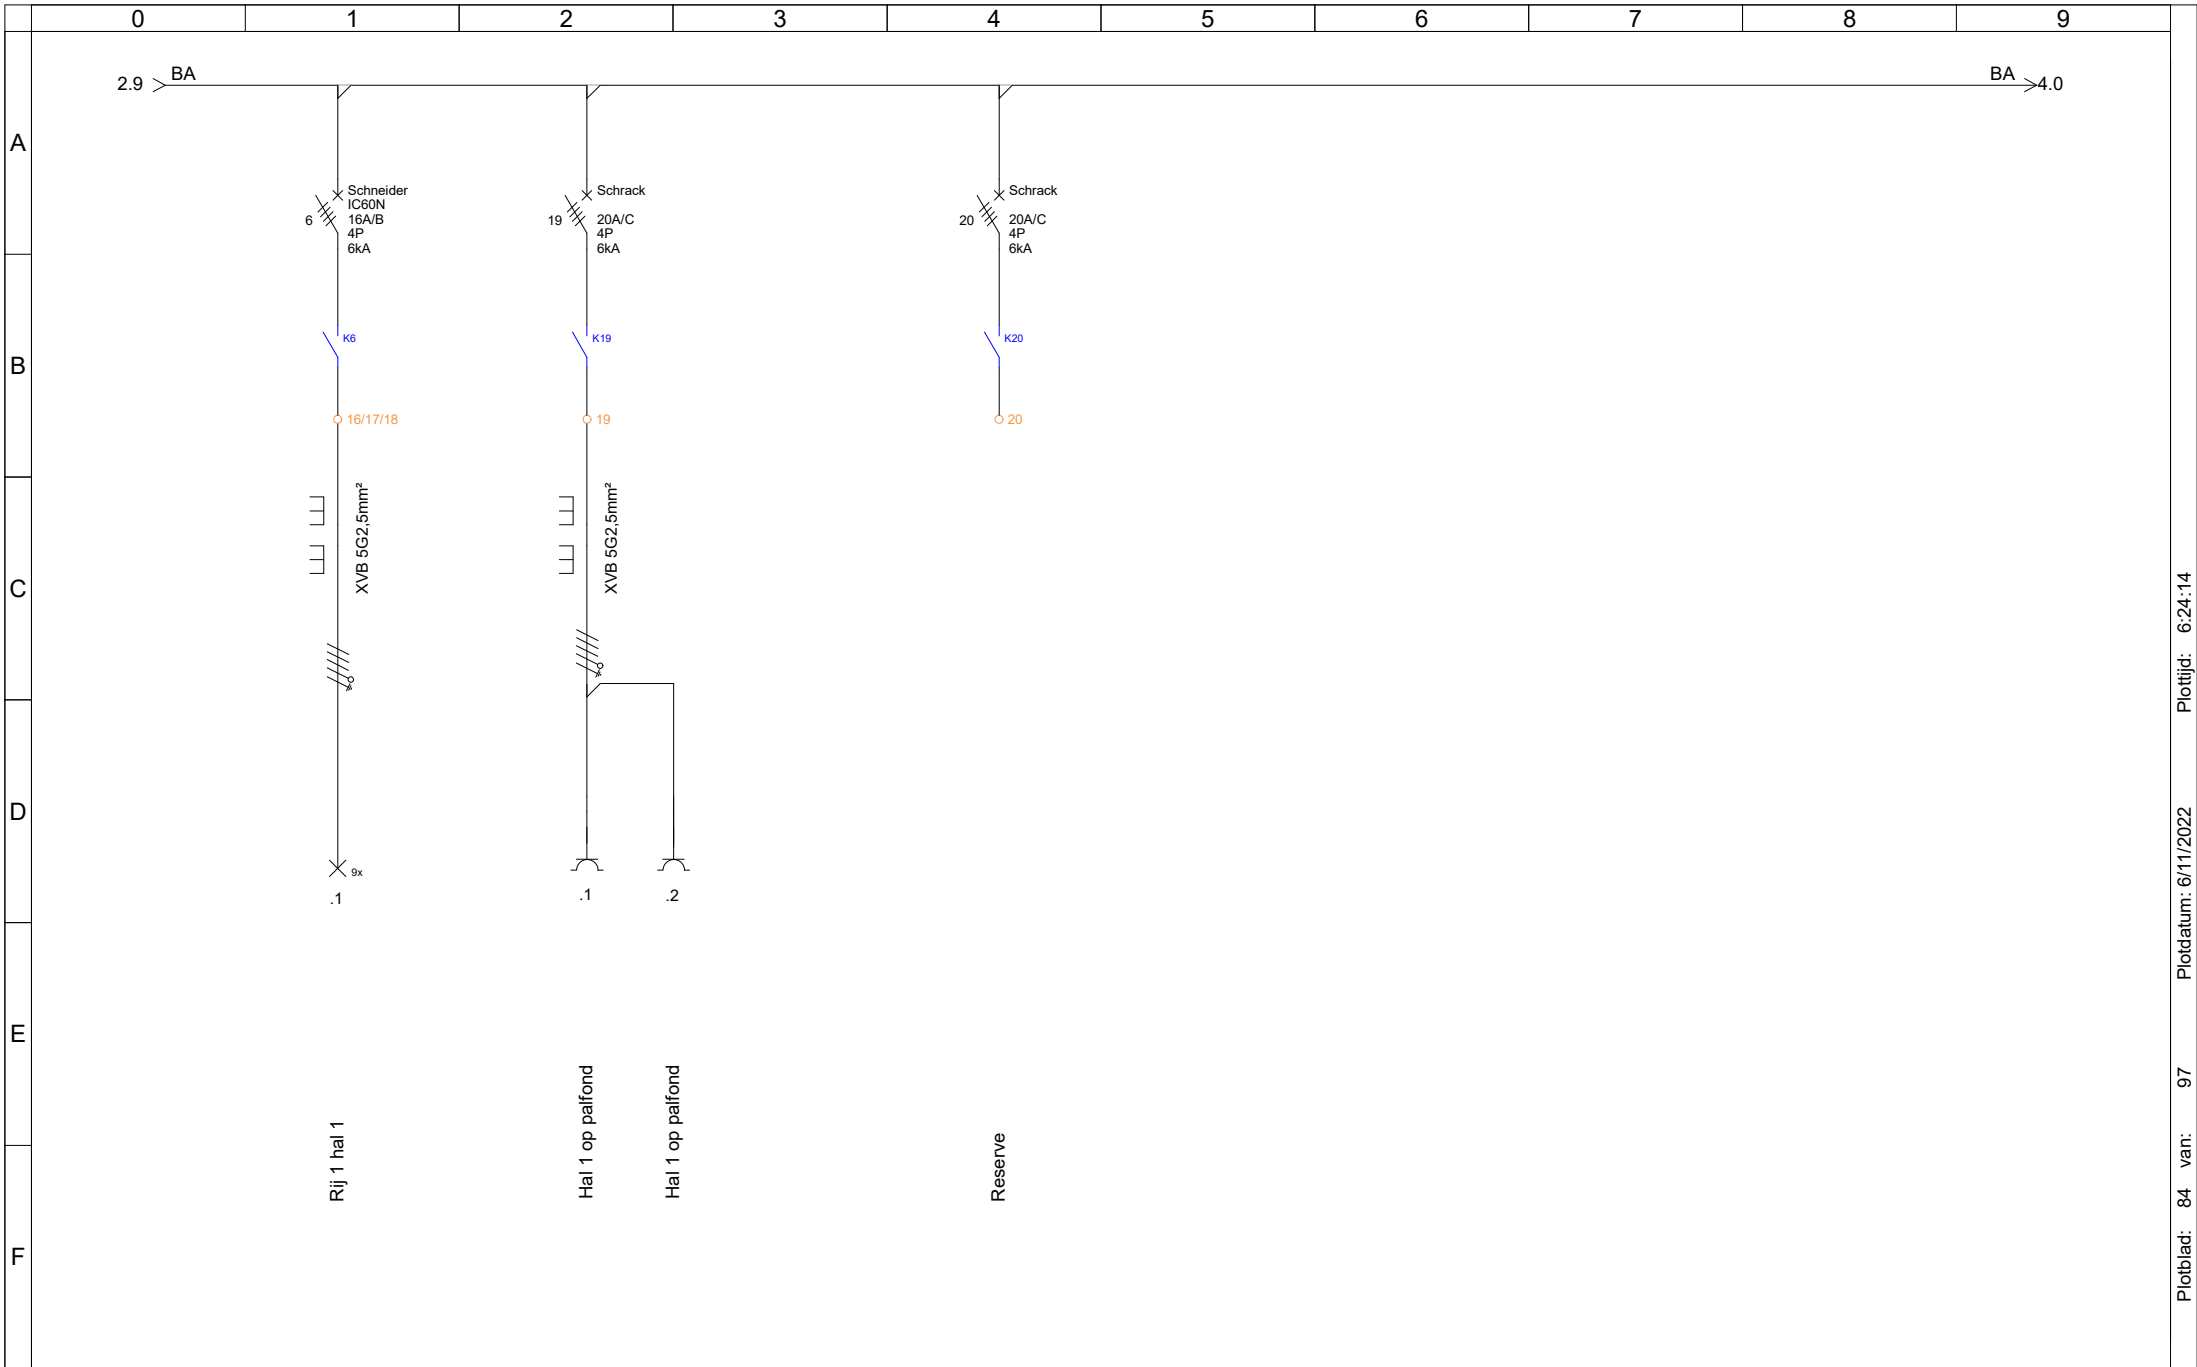 0 1 2 3 4 5 6 7 8 9
2.9 BA BA 4.0
A
B
C
D
E
F
6
Schneider
IC60N
16A/B
4P
6kA
19
Schrack
20A/C
4P
6kA
20
Schrack
20A/C
4P
6kA
K6
K19
K20
16/17/18
19
20
XVB 5G2,5mm²
XVB 5G2,5mm²
9x
.1
.1
.2
Rij 1 hal 1
Hal 1 op palfond
Hal 1 op palfond
Reserve
Plotblad: 84 van: 97 Plotdatum: 6/11/2022 Plottijd: 6:24:14